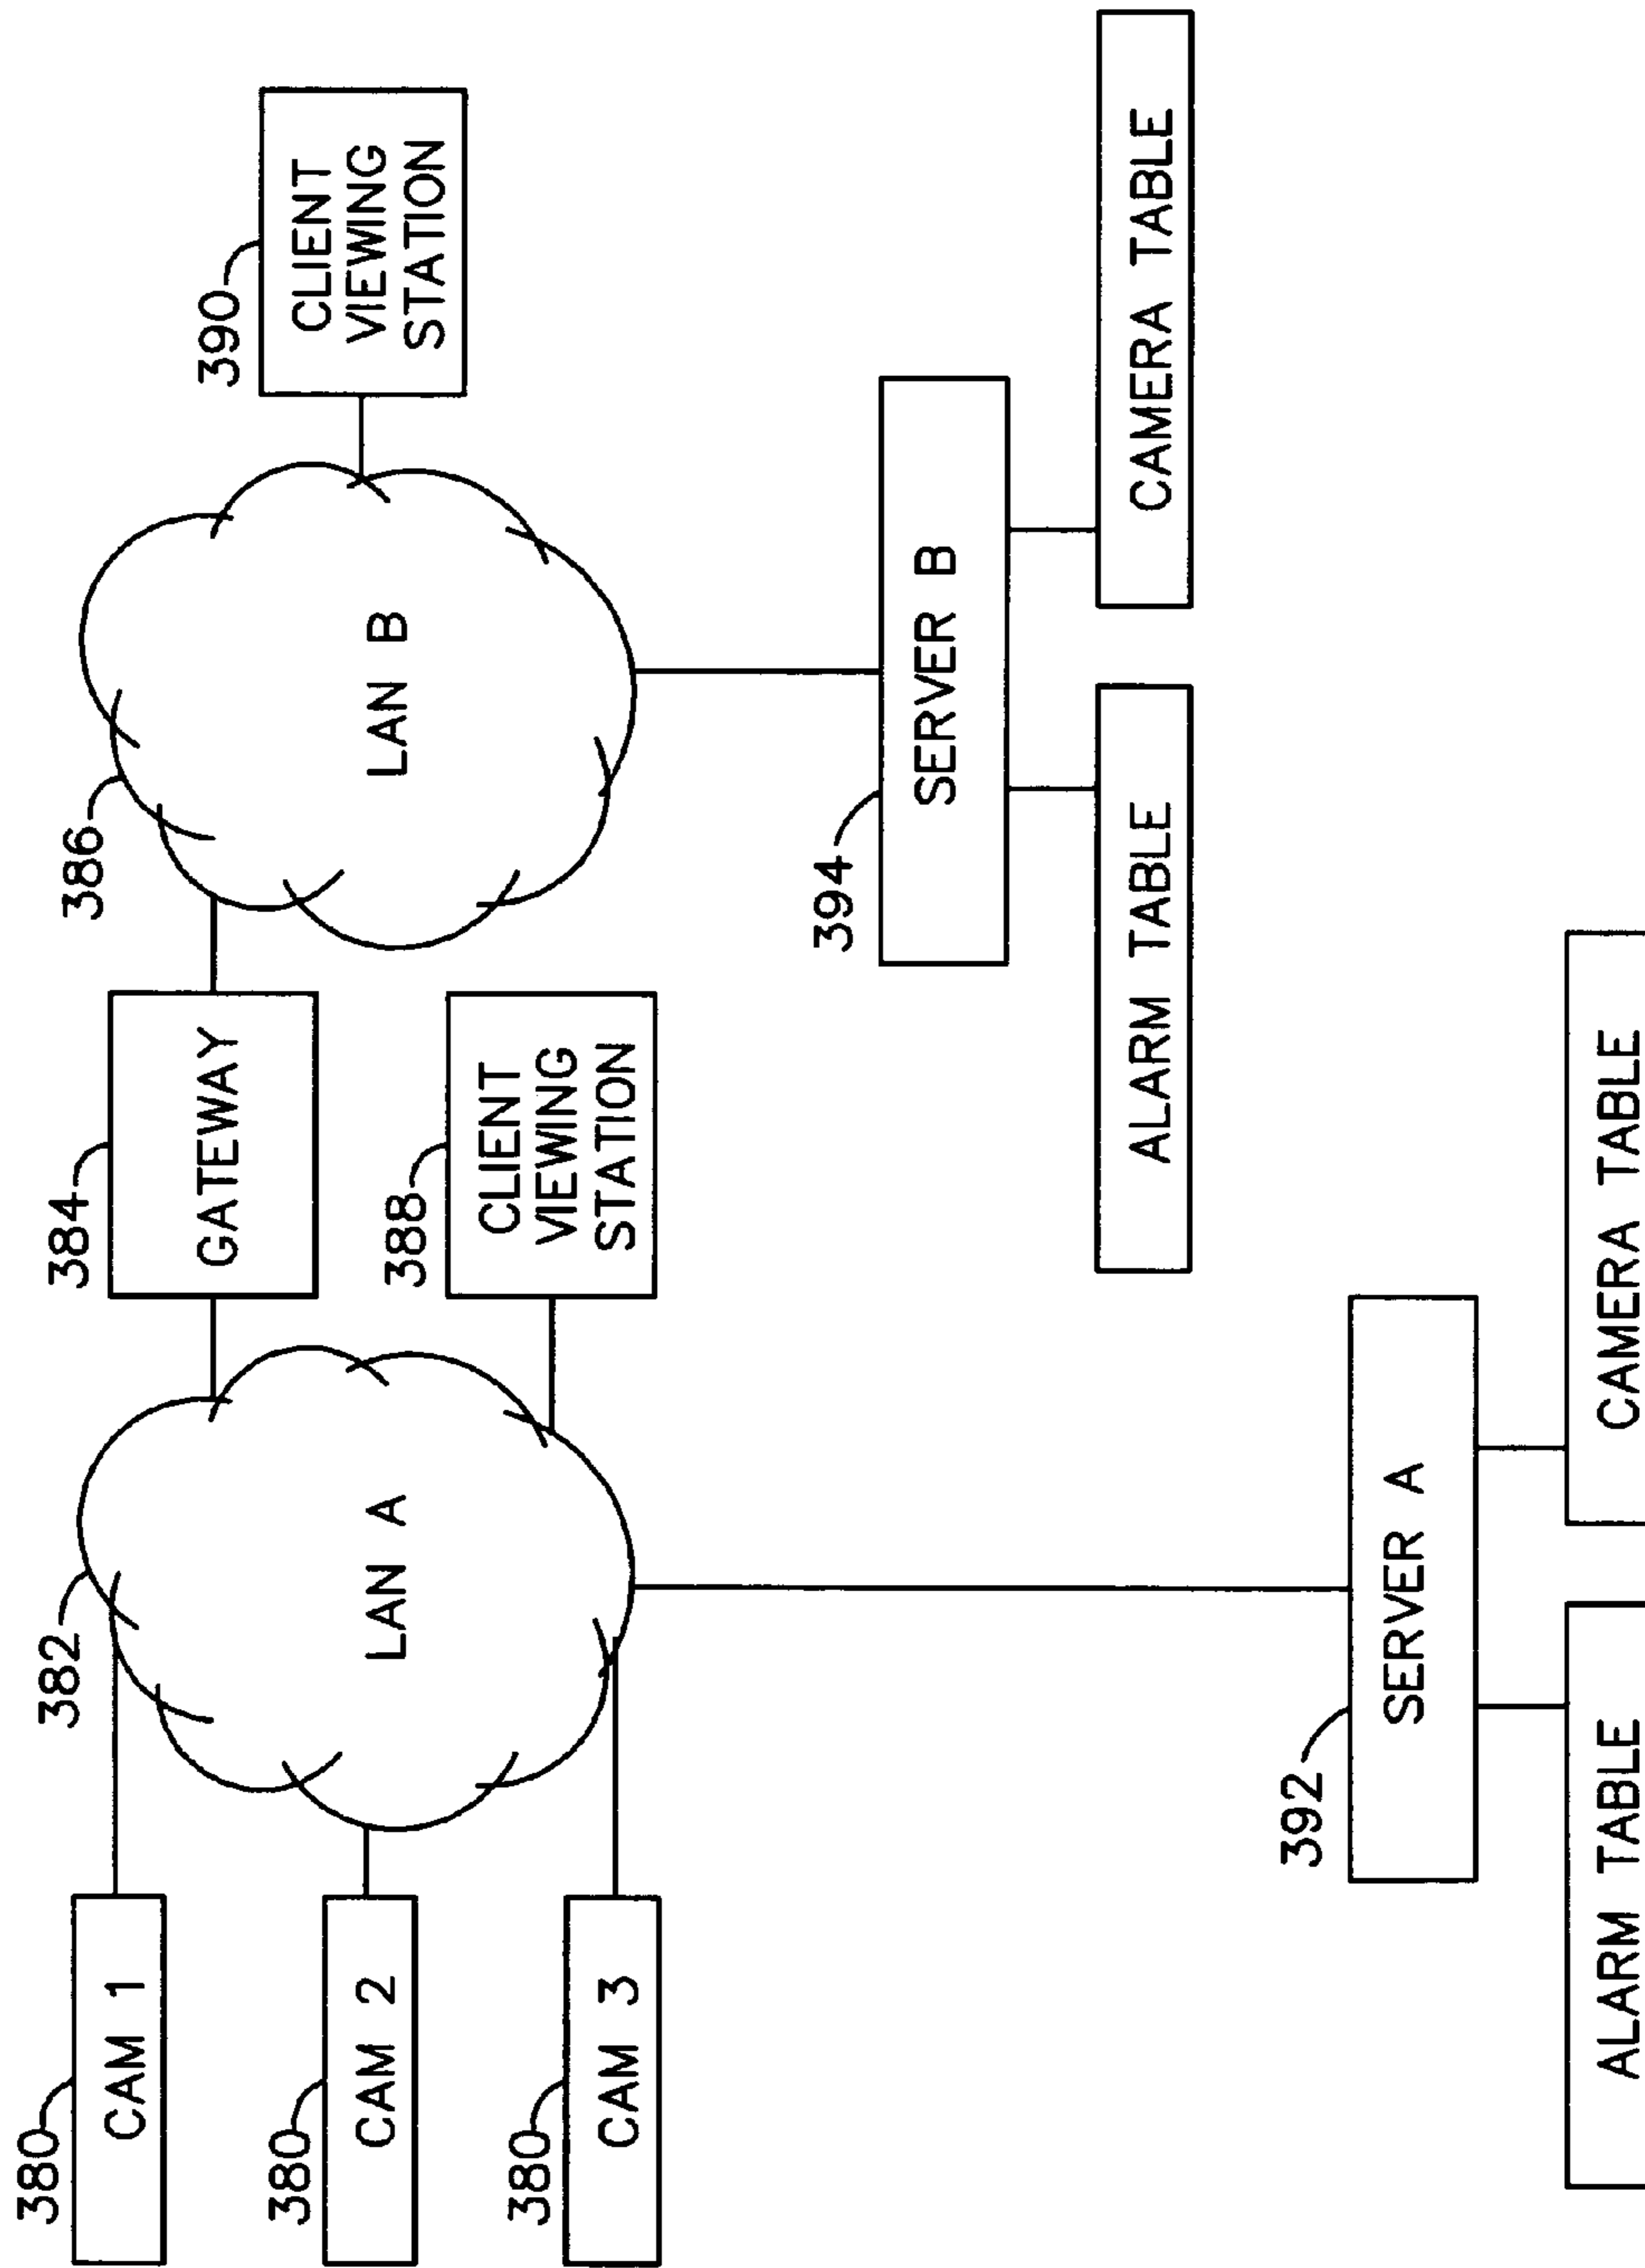 380
CAM 1
380
CAM 2
380
CAM 3
382
LAN A
384
GATEWAY
388
CLIENT
VIEWING
STATION
386
LAN B
390
CLIENT
VIEWING
STATION
394
SERVER B
ALARM TABLE
CAMERA TABLE
392
SERVER A
ALARM TABLE
CAMERA TABLE